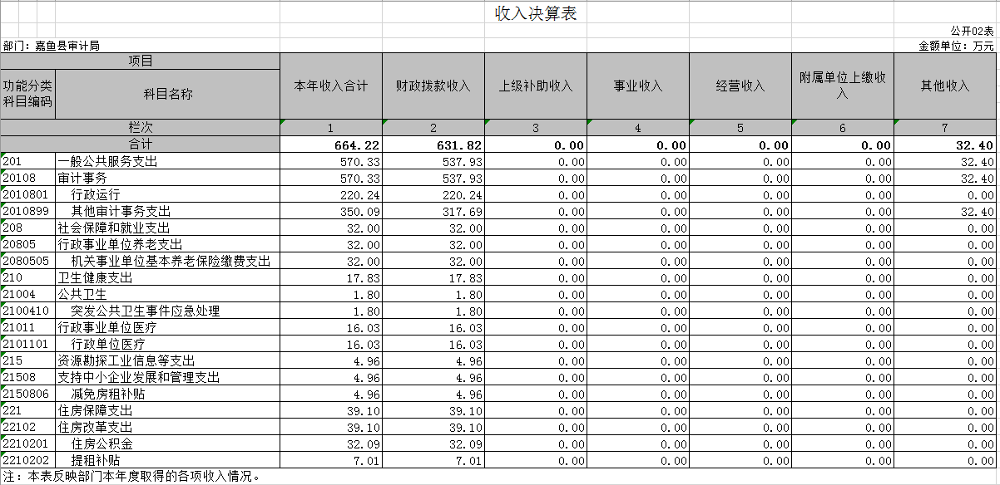 收入决算表
公开02表
部门：嘉鱼县审计局 金额单位：万元
项目 本年收入合计 财政拨款收入 上级补助收入 事业收入 经营收入 附属单位上缴收入 其他收入
功能分类科目编码 科目名称
栏次 1 2 3 4 5 6 7
合计 664.22 631.82 0.00 0.00 0.00 0.00 32.40
201 一般公共服务支出 570.33 537.93 0.00 0.00 0.00 0.00 32.40
20108 审计事务 570.33 537.93 0.00 0.00 0.00 0.00 32.40
2010801 行政运行 220.24 220.24 0.00 0.00 0.00 0.00 0.00
2010899 其他审计事务支出 350.09 317.69 0.00 0.00 0.00 0.00 32.40
208 社会保障和就业支出 32.00 32.00 0.00 0.00 0.00 0.00 0.00
20805 行政事业单位养老支出 32.00 32.00 0.00 0.00 0.00 0.00 0.00
2080505 机关事业单位基本养老保险缴费支出 32.00 32.00 0.00 0.00 0.00 0.00 0.00
210 卫生健康支出 17.83 17.83 0.00 0.00 0.00 0.00 0.00
21004 公共卫生 1.80 1.80 0.00 0.00 0.00 0.00 0.00
2100410 突发公共卫生事件应急处理 1.80 1.80 0.00 0.00 0.00 0.00 0.00
21011 行政事业单位医疗 16.03 16.03 0.00 0.00 0.00 0.00 0.00
2101101 行政单位医疗 16.03 16.03 0.00 0.00 0.00 0.00 0.00
215 资源勘探工业信息等支出 4.96 4.96 0.00 0.00 0.00 0.00 0.00
21508 支持中小企业发展和管理支出 4.96 4.96 0.00 0.00 0.00 0.00 0.00
2150806 减免房租补贴 4.96 4.96 0.00 0.00 0.00 0.00 0.00
221 住房保障支出 39.10 39.10 0.00 0.00 0.00 0.00 0.00
22102 住房改革支出 39.10 39.10 0.00 0.00 0.00 0.00 0.00
2210201 住房公积金 32.09 32.09 0.00 0.00 0.00 0.00 0.00
2210202 提租补贴 7.01 7.01 0.00 0.00 0.00 0.00 0.00
注：本表反映部门本年度取得的各项收入情况。